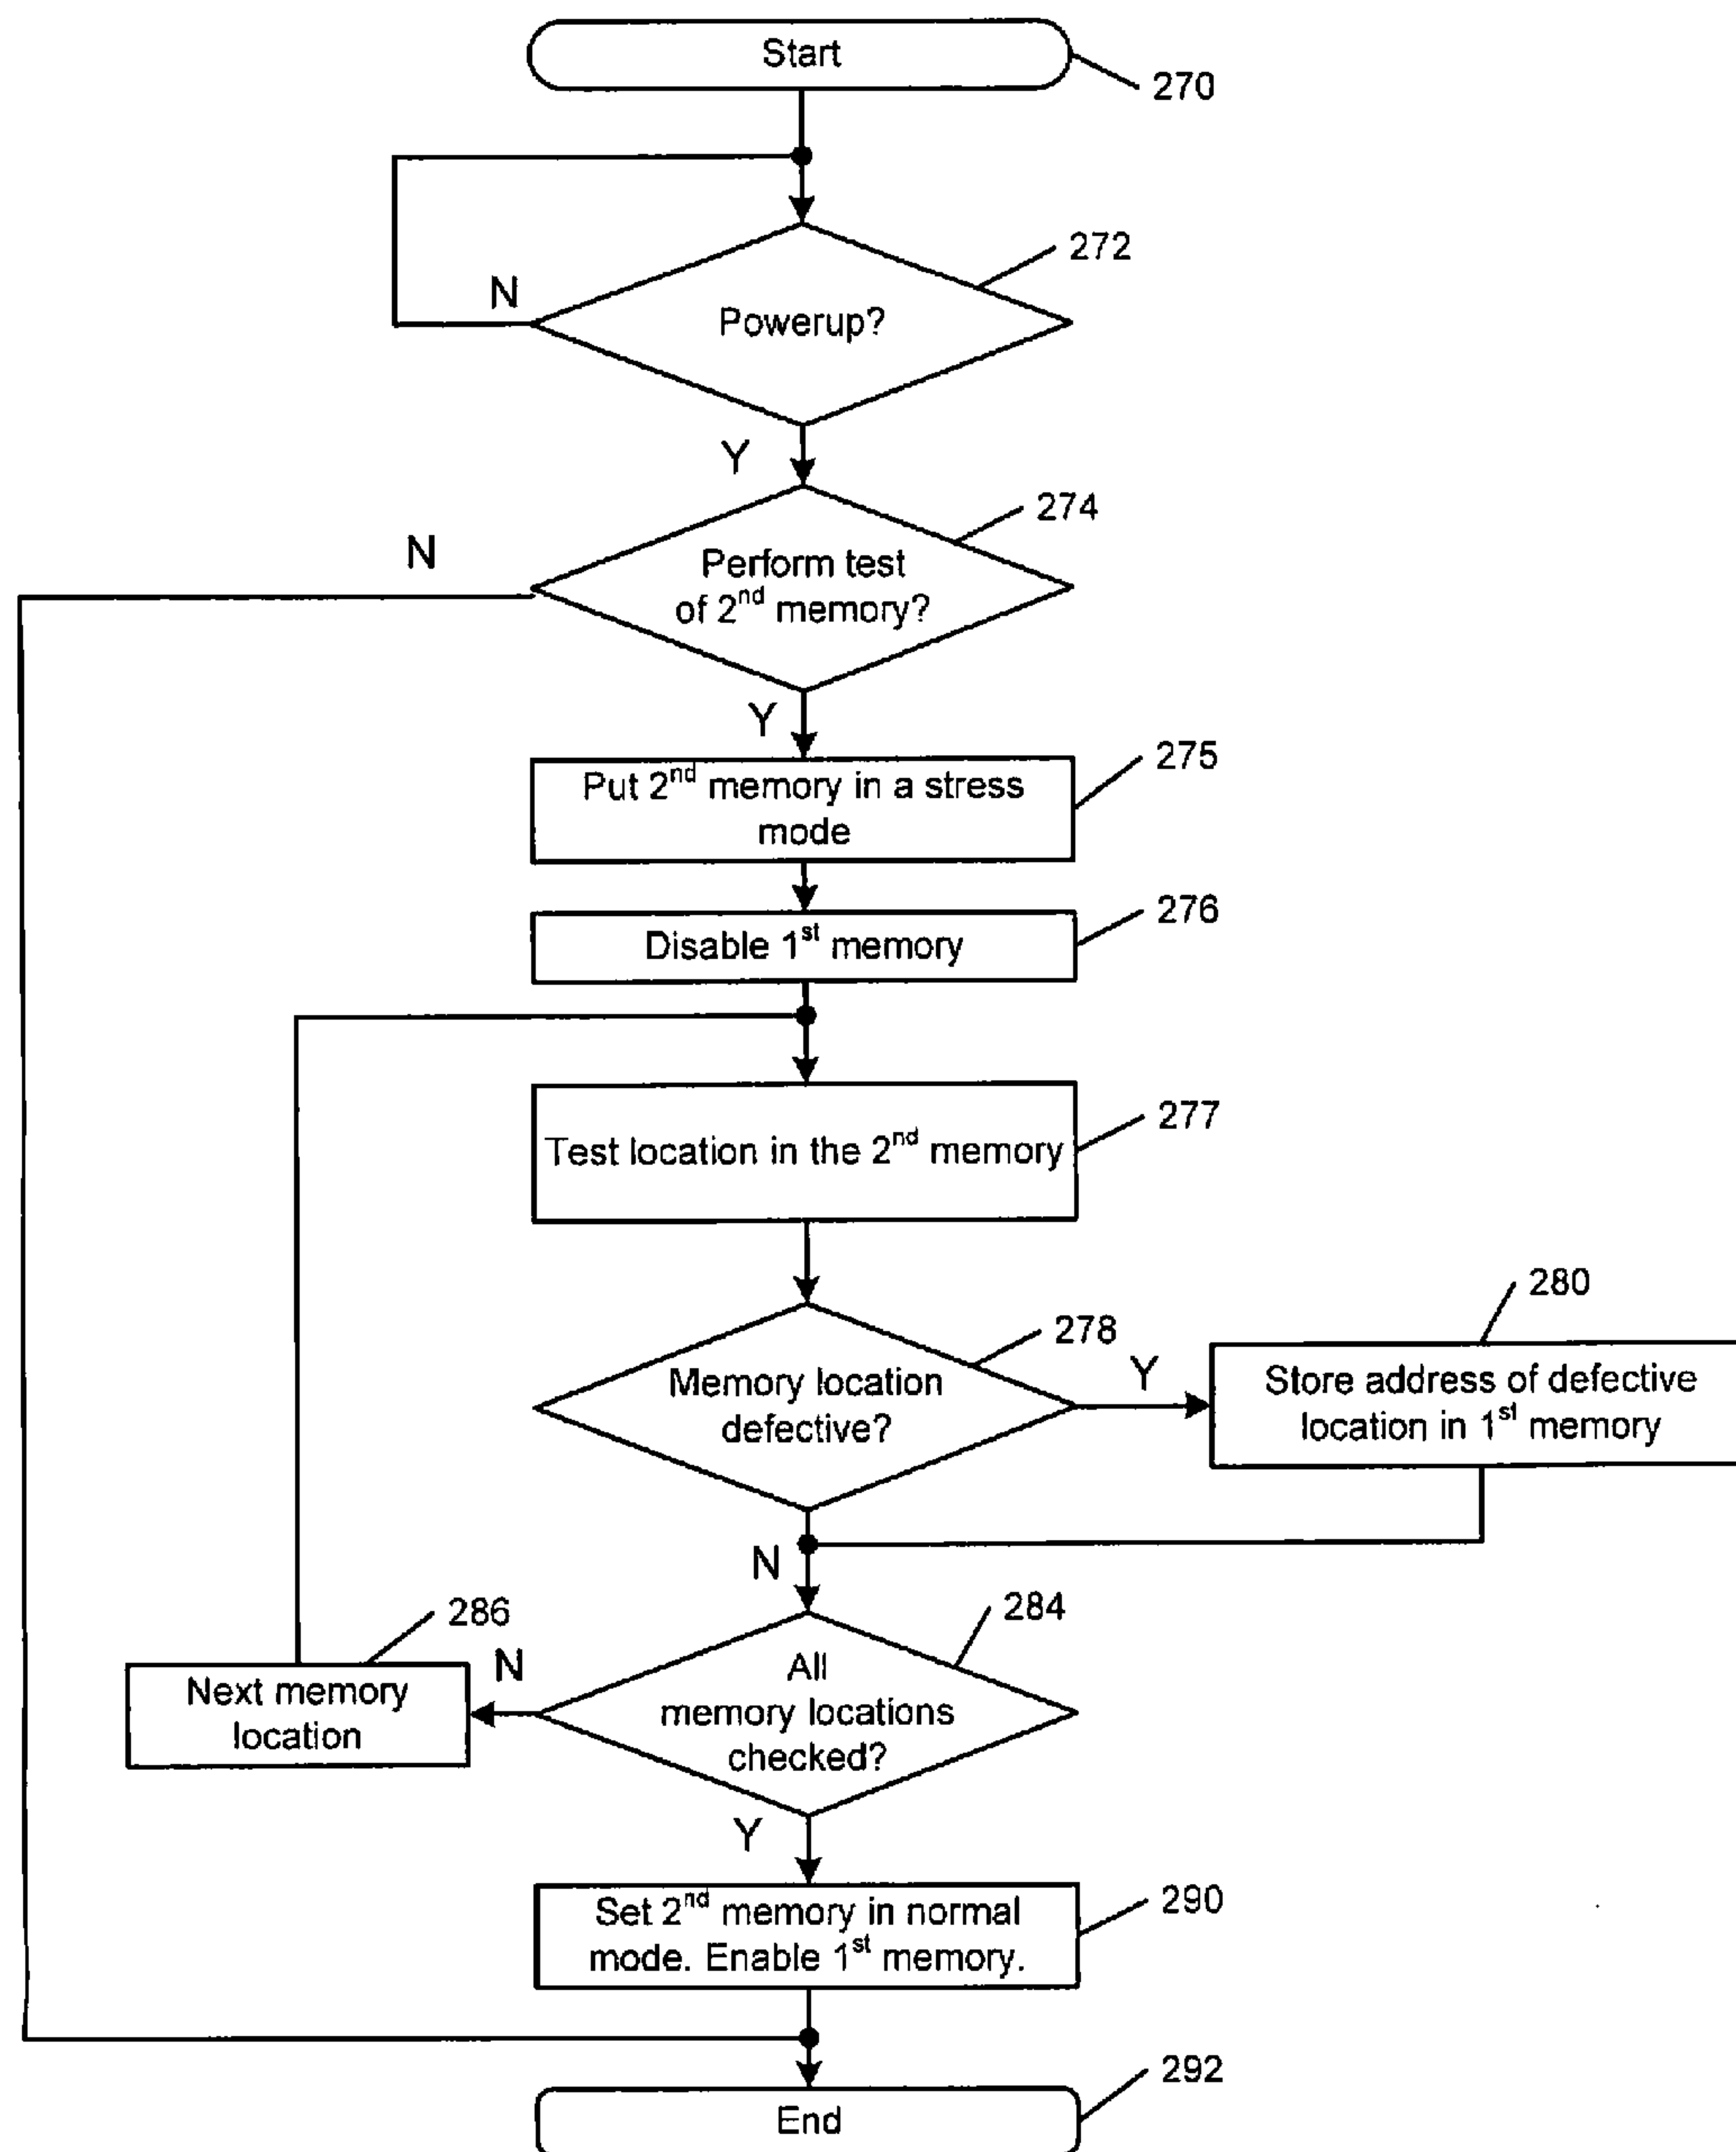 Start
270
272
N
Powerup?
Y
274
N
Perform test
of 2nd memory?
Y
275
Put 2nd memory in a stress
mode
276
Disable 1st memory
277
Test location in the 2nd memory
280
278
Y
Memory location
defective?
Store address of defective
location in 1st memory
N
284
286
N
All
memory locations
checked?
Next memory
location
Y
290
Set 2nd memory in normal
mode. Enable 1st memory.
292
End